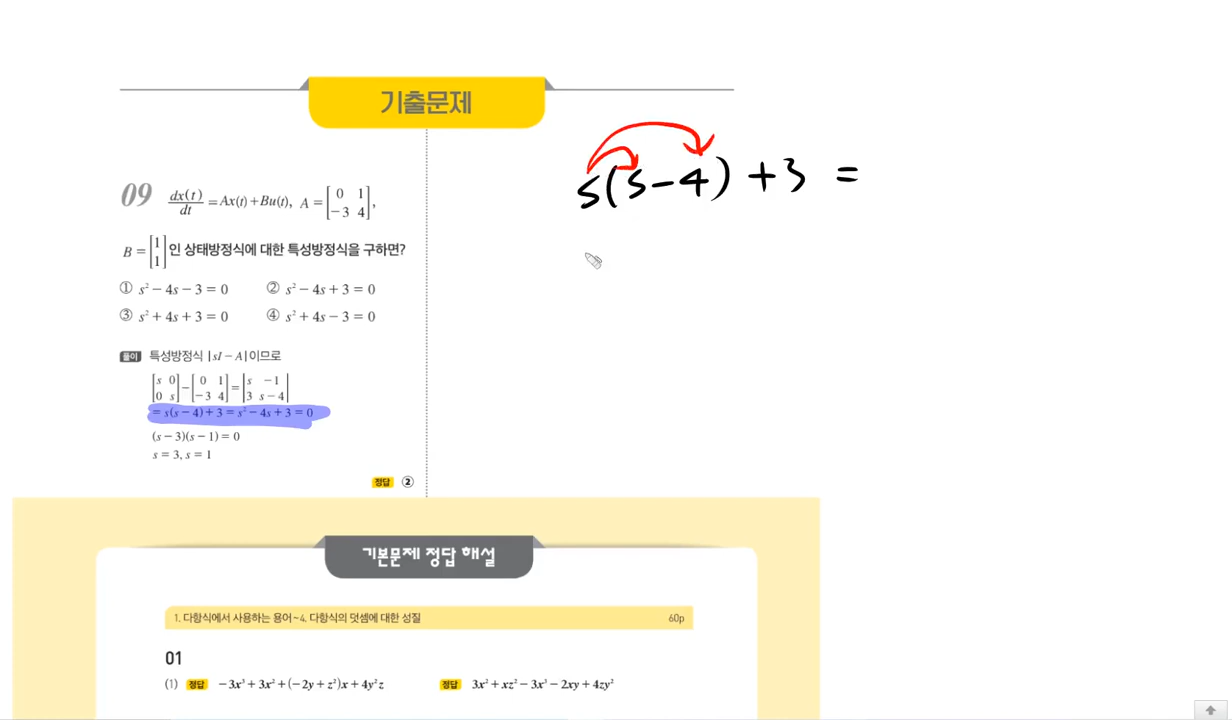 기출문제
s(s-4)+3=
09 dx(t)/dt = Ax(t)+Bu(t), A = [0 1; -3 4],
B = [1; 1]인 상태방정식에 대한 특성방정식을 구하면?
① s² - 4s - 3 = 0 ② s² - 4s + 3 = 0
③ s² + 4s + 3 = 0 ④ s² + 4s - 3 = 0
풀이 특성방정식 |sI - A|이므로
[s 0; 0 s] - [0 1; -3 4] = |s -1; 3 s-4|
= s(s-4)+3 = s² - 4s + 3 = 0
(s-3)(s-1) = 0
s = 3, s = 1
정답 ②
기본문제 정답 해설
1. 다항식에서 사용하는 용어~4. 다항식의 덧셈에 대한 성질 60p
01
(1) 정답 -3x³ + 3x² + (-2y + z²)x + 4y²z 정답 3x² + xz² - 3x³ - 2xy + 4zy²